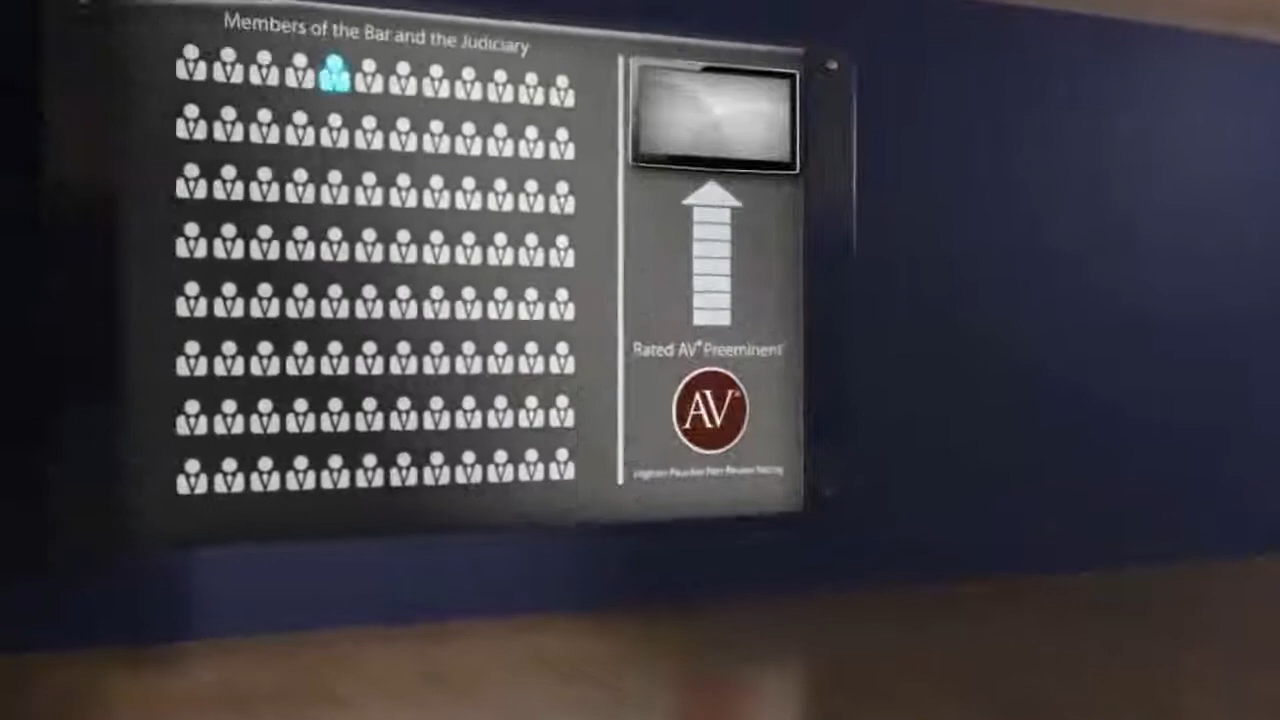 Members of the Bar and the Judiciary
Rated AV® Preeminent
AV®